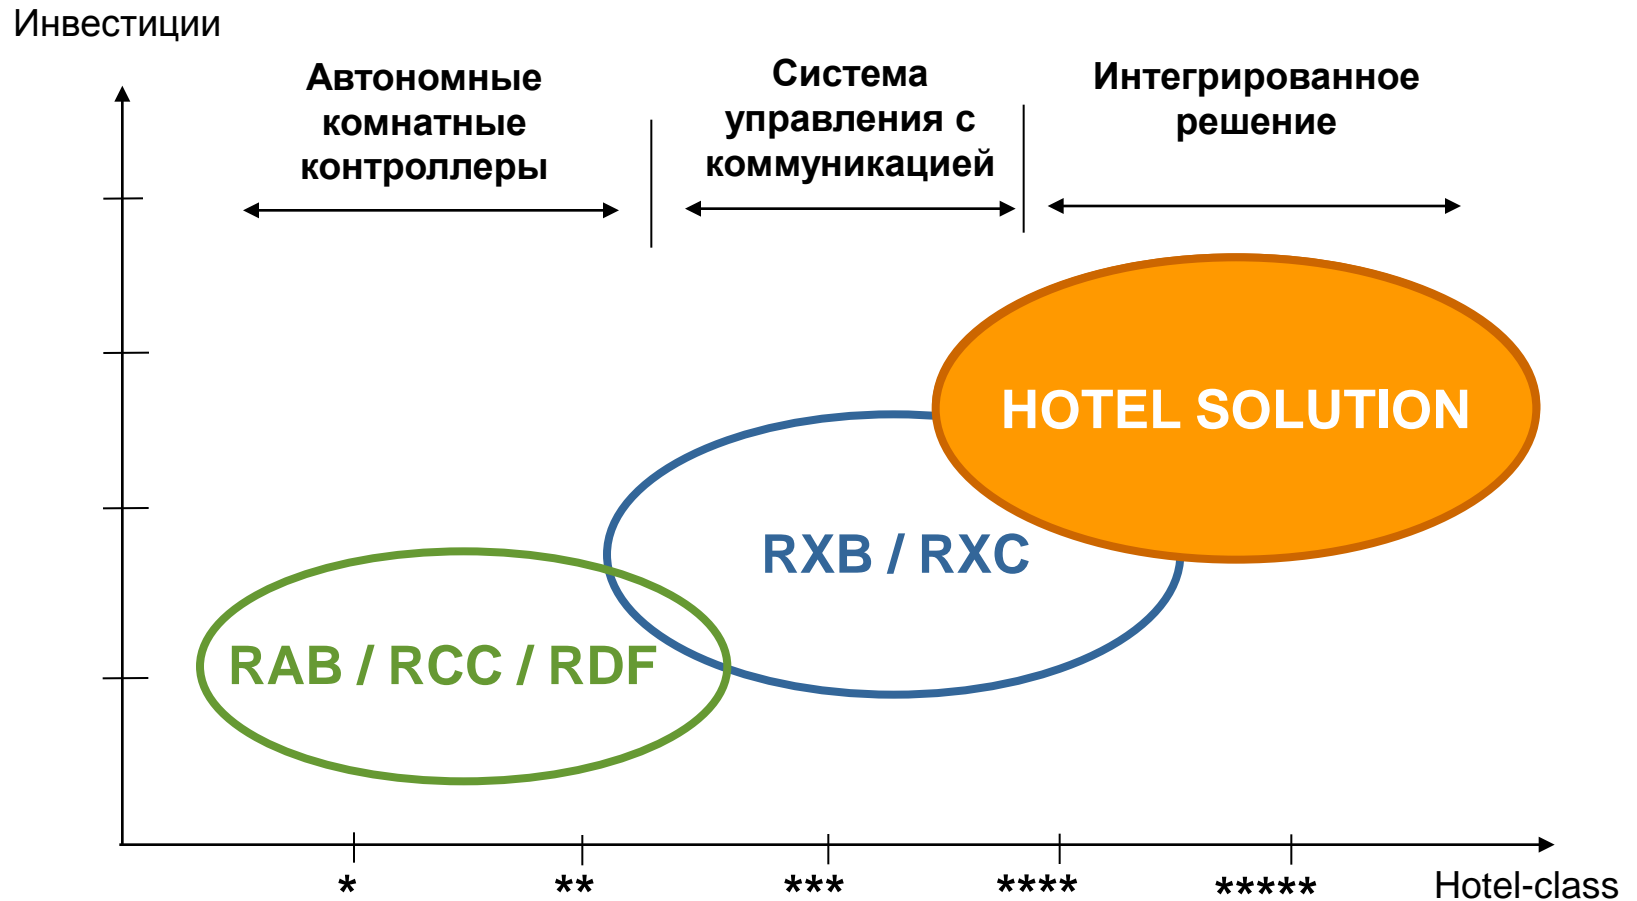 Инвестиции
Автономные
комнатные
контроллеры
Система
управления с
коммуникацией
Интегрированное
решение
HOTEL SOLUTION
RXB / RXC
RAB / RCC / RDF
*
**
***
****
*****
Hotel-class